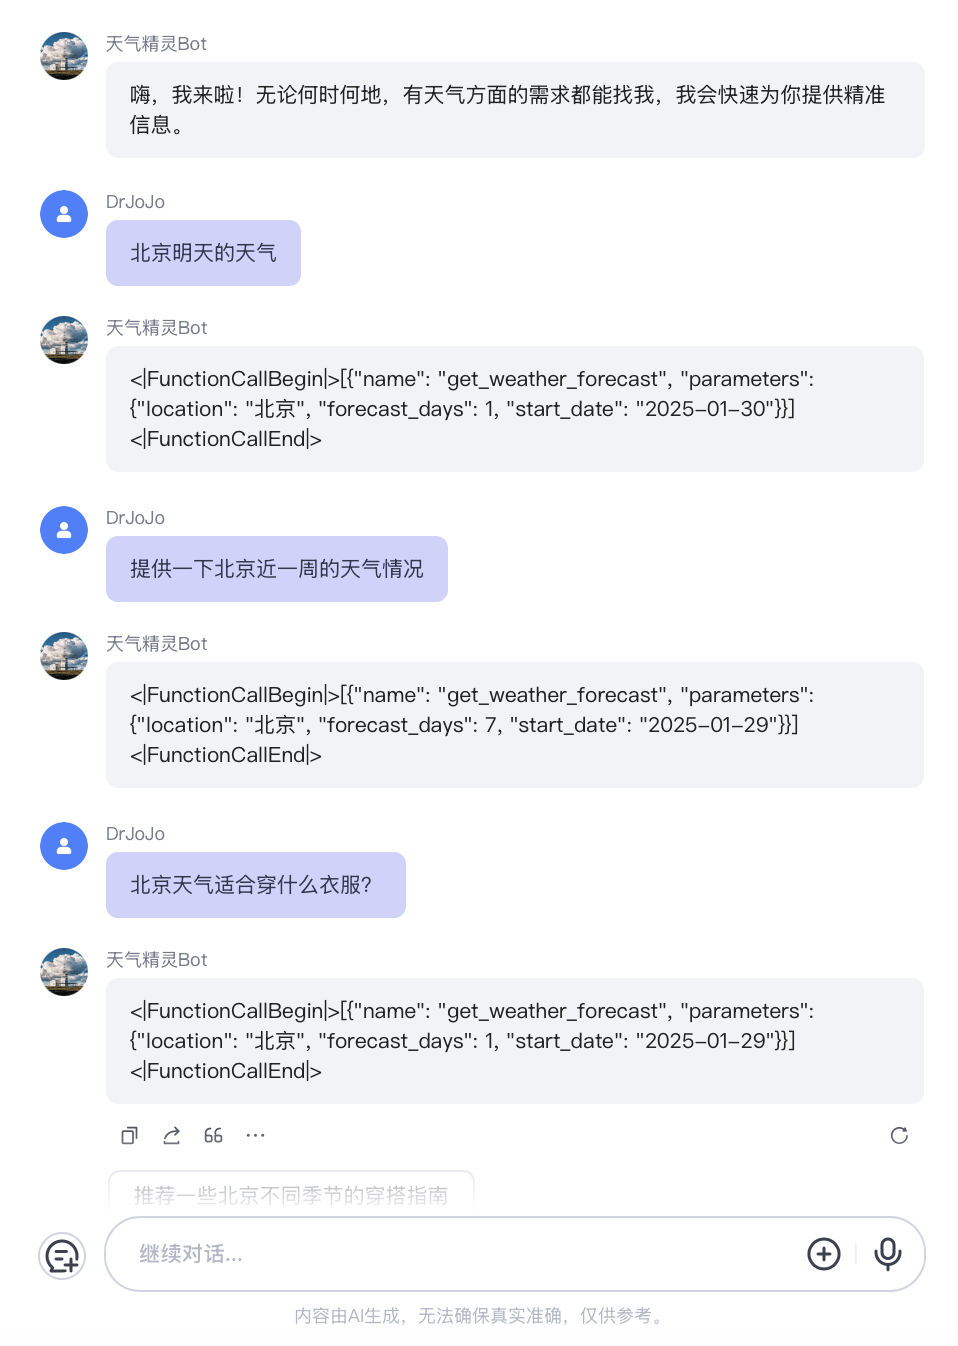 天气精灵Bot
嗨，我来啦！无论何时何地，有天气方面的需求都能找我，我会快速为你提供精准
信息。
DrJoJo
北京明天的天气
天气精灵Bot
<|FunctionCallBegin|>[{"name": "get_weather_forecast", "parameters":
{"location": "北京", "forecast_days": 1, "start_date": "2025-01-30"}}]
<|FunctionCallEnd|>
DrJoJo
提供一下北京近一周的天气情况
天气精灵Bot
<|FunctionCallBegin|>[{"name": "get_weather_forecast", "parameters":
{"location": "北京", "forecast_days": 7, "start_date": "2025-01-29"}}]
<|FunctionCallEnd|>
DrJoJo
北京天气适合穿什么衣服?
天气精灵Bot
<|FunctionCallBegin|>[{"name": "get_weather_forecast", "parameters":
{"location": "北京", "forecast_days": 1, "start_date": "2025-01-29"}}]
<|FunctionCallEnd|>
推荐一些北京不同季节的穿搭指南
继续对话...
内容由AI生成，无法确保真实准确，仅供参考。